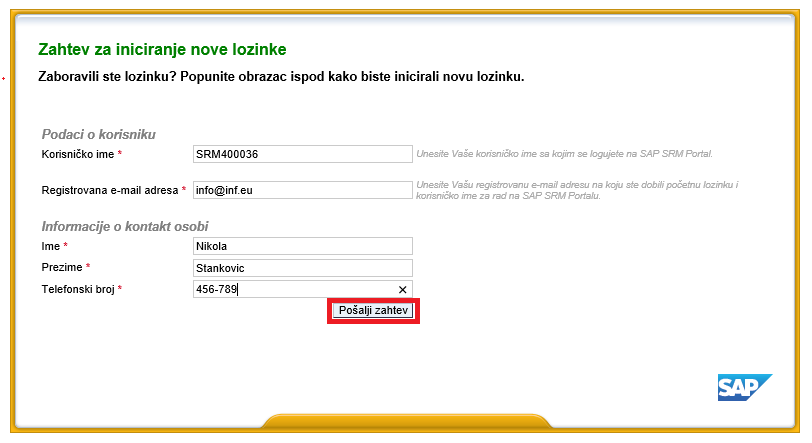 Zahtev za iniciranje nove lozinke
Zaboravili ste lozinku? Popunite obrazac ispod kako biste inicirali novu lozinku.
*
Podaci o korisniku
Korisničko ime * SRM400036 Unesite Vaše korisničko ime sa kojim se logujete na SAP SRM Portal.
Registrovana e-mail adresa * info@inf.eu Unesite Vašu registrovanu e-mail adresu na koju ste dobili početnu lozinku i
korisničko ime za rad na SAP SRM Portalu.
Informacije o kontakt osobi
Ime * Nikola
Prezime * Stankovic
Telefonski broj * 456-789 ×
Pošalji zahtev
SAP